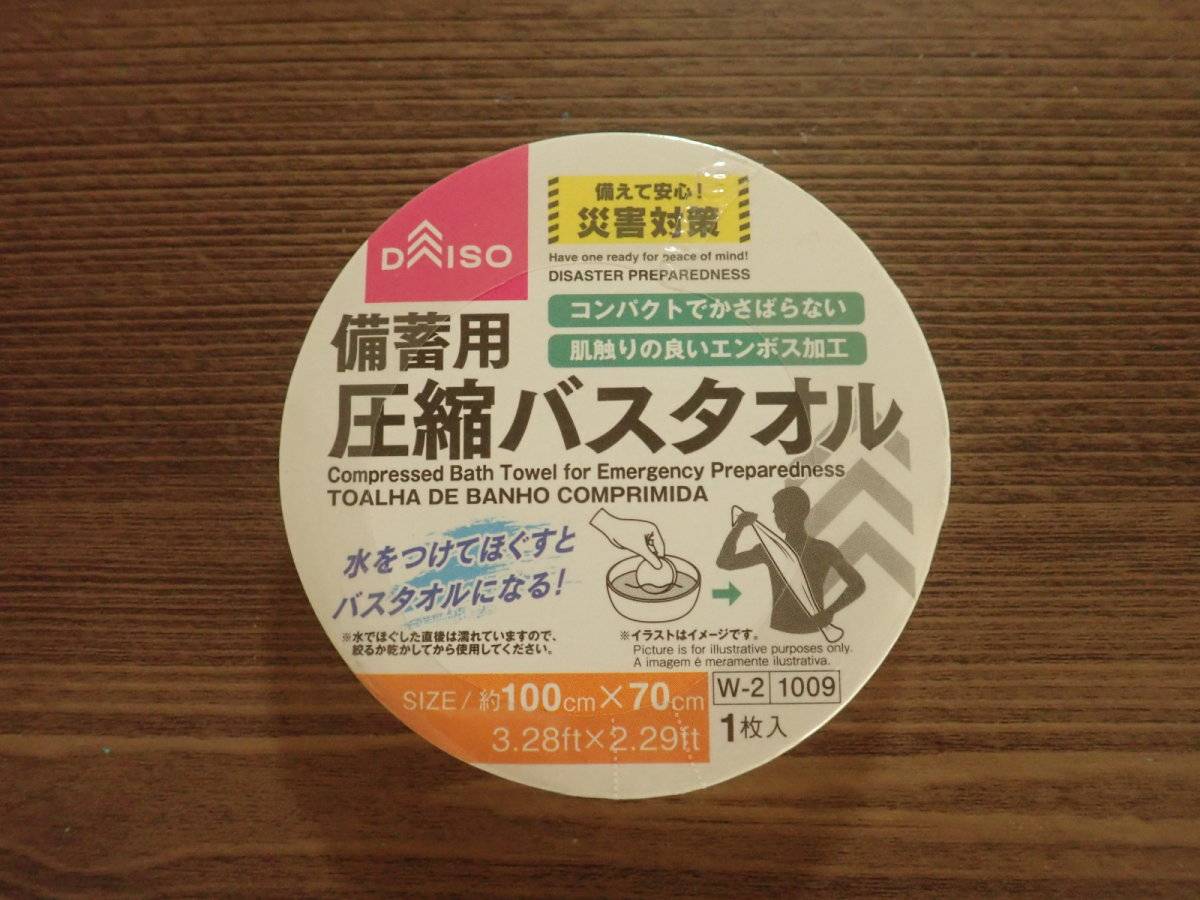 DAISO
備えて安心!
災害対策
Have one ready for peace of mind!
DISASTER PREPAREDNESS
コンパクトでかさばらない
肌触りの良いエンボス加工
備蓄用
圧縮バスタオル
Compressed Bath Towel for Emergency Preparedness
TOALHA DE BANHO COMPRIMIDA
水をつけてほぐすと
バスタオルになる!
※水でほぐした直後は濡れていますので、
絞るか乾かしてから使用してください。
※イラストはイメージです。
Picture is for illustrative purposes only.
A imagem é meramente ilustrativa.
SIZE/約100cm×70cm
3.28ft×2.29ft
W-2 1009
1枚入